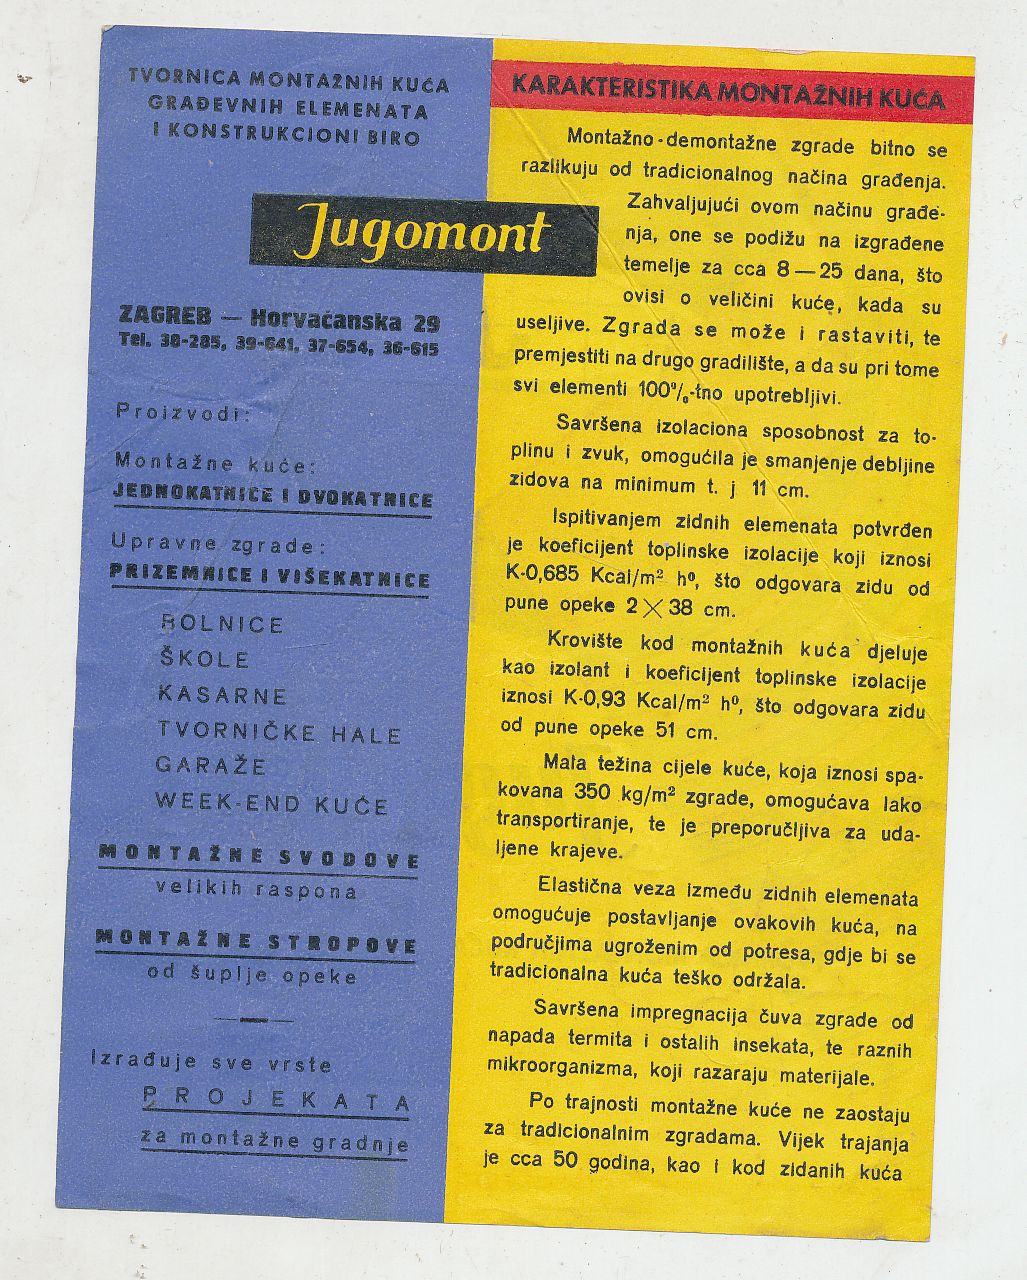 TVORNICA MONTAŽNIH KUĆA
GRAĐEVNIH ELEMENATA
I KONSTRUKCIONI BIRO
Jugomont
ZAGREB — Horvaćanska 29
Tel. 38-285, 39-641, 37-654, 36-615
Proizvodi:
Montažne kuće:
JEDNOKATNICE I DVOKATNICE
Upravne zgrade:
PRIZEMNICE I VIŠEKATNICE
BOLNICE
ŠKOLE
KASARNE
TVORNIČKE HALE
GARAŽE
WEEK-END KUĆE
MONTAŽNE SVODOVE
velikih raspona
MONTAŽNE STROPOVE
od šuplje opeke
Izrađuje sve vrste
PROJEKATA
za montažne gradnje
KARAKTERISTIKA MONTAŽNIH KUĆA
Montažno-demontažne zgrade bitno se
razlikuju od tradicionalnog načina građenja.
Zahvaljujući ovom načinu građe-
nja, one se podižu na izgrađene
temelje za cca 8—25 dana, što
ovisi o veličini kuće, kada su
useljive. Zgrada se može i rastaviti, te
premjestiti na drugo gradilište, a da su pri tome
svi elementi 100%-tno upotrebljivi.
Savršena izolaciona sposobnost za to-
plinu i zvuk, omogućila je smanjenje debljine
zidova na minimum t. j 11 cm.
Ispitivanjem zidnih elemenata potvrđen
je koeficijent toplinske izolacije koji iznosi
K-0,685 Kcal/m² h⁰, što odgovara zidu od
pune opeke 2×38 cm.
Krovište kod montažnih kuća djeluje
kao izolant i koeficijent toplinske izolacije
iznosi K-0,93 Kcal/m² h⁰, što odgovara zidu
od pune opeke 51 cm.
Mala težina cijele kuće, koja iznosi spa-
kovana 350 kg/m² zgrade, omogućava lako
transportiranje, te je preporučljiva za uda-
ljene krajeve.
Elastična veza između zidnih elemenata
omogućuje postavljanje ovakovih kuća, na
područjima ugroženim od potresa, gdje bi se
tradicionalna kuća teško održala.
Savršena impregnacija čuva zgrade od
napada termita i ostalih insekata, te raznih
mikroorganizma, koji razaraju materijale.
Po trajnosti montažne kuće ne zaostaju
za tradicionalnim zgradama. Vijek trajanja
je cca 50 godina, kao i kod zidanih kuća